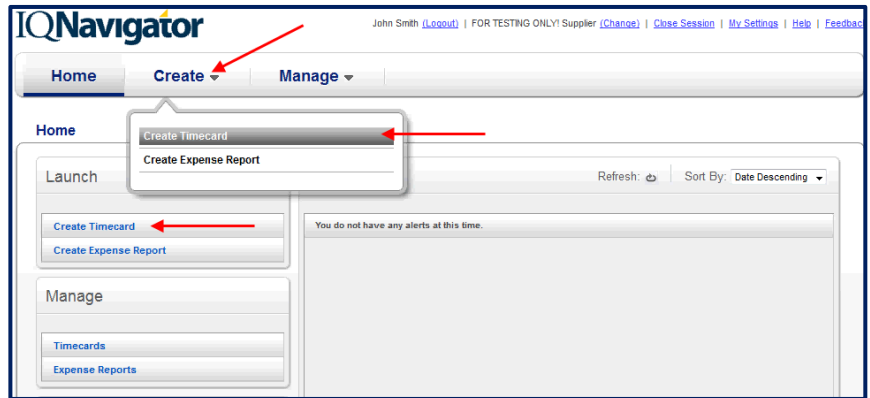 IQNavigator
John Smith (Logout) | FOR TESTING ONLY! Supplier (Change) | Close Session | My Settings | Help | Feedbac
Home Create Manage
Home
Create Timecard
Create Expense Report
Launch
Refresh: Sort By: Date Descending
Create Timecard
Create Expense Report
You do not have any alerts at this time.
Manage
Timecards
Expense Reports